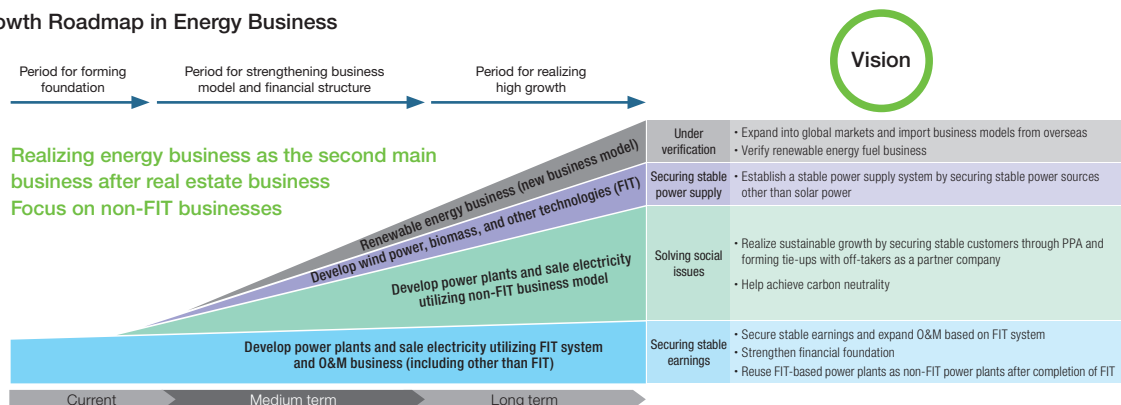 owth Roadmap in Energy Business
Vision
Period for forming
foundation
Period for strengthening business
model and financial structure
Period for realizing
high growth
Realizing energy business as the second main
business after real estate business
Focus on non-FIT businesses
Renewable energy business (new business model)
Develop wind power, biomass, and other technologies (FIT)
Develop power plants and sale electricity
utilizing non-FIT business model
Develop power plants and sale electricity utilizing FIT system
and O&M business (including other than FIT)
Under
verification
• Expand into global markets and import business models from overseas
• Verify renewable energy fuel business
Securing stable
power supply
• Establish a stable power supply system by securing stable power sources
other than solar power
Solving social
issues
• Realize sustainable growth by securing stable customers through PPA and
forming tie-ups with off-takers as a partner company
• Help achieve carbon neutrality
Securing stable
earnings
• Secure stable earnings and expand O&M based on FIT system
• Strengthen financial foundation
• Reuse FIT-based power plants as non-FIT power plants after completion of FIT
Current
Medium term
Long term